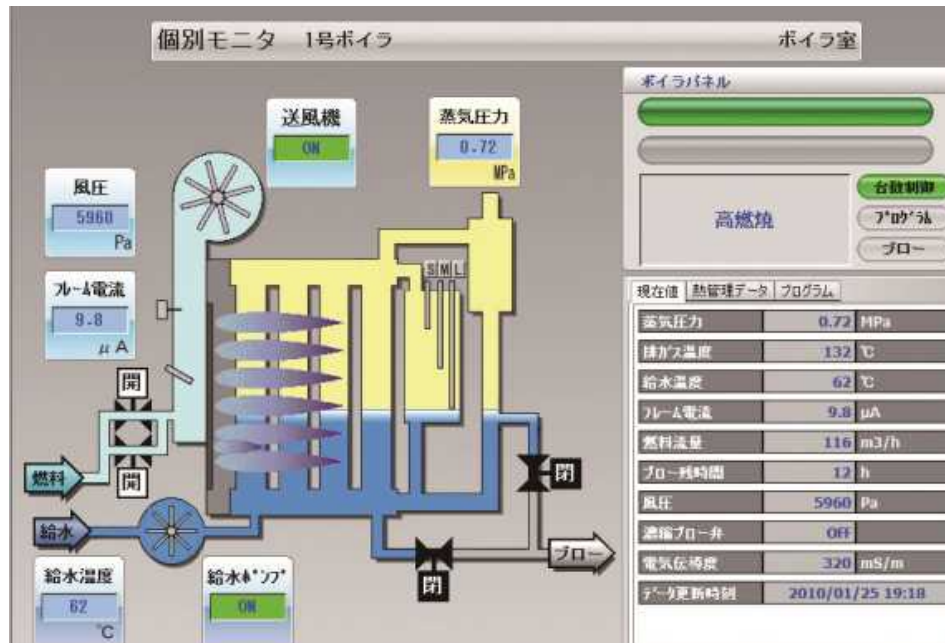 個別モニタ 1号ボイラ ボイラ室
ボイラパネル
送風機
ON
蒸気圧力
0.72
MPa
風圧
5960
Pa
フレーム電流
9.8
μA
高燃焼
台数制御
プログラム
ブロー
S M L
現在値 熱管理データ プログラム
蒸気圧力 0.72 MPa
排ガス温度 132 ℃
給水温度 62 ℃
フレーム電流 9.8 μA
燃料流量 116 m3/h
ブロー残時間 12 h
風圧 5960 Pa
濃縮ブロー弁 OFF
電気伝導度 320 mS/m
データ更新時刻 2010/01/25 19:18
開
開
燃料
給水
閉
閉
ブロー
給水温度
62
℃
給水ポンプ
ON